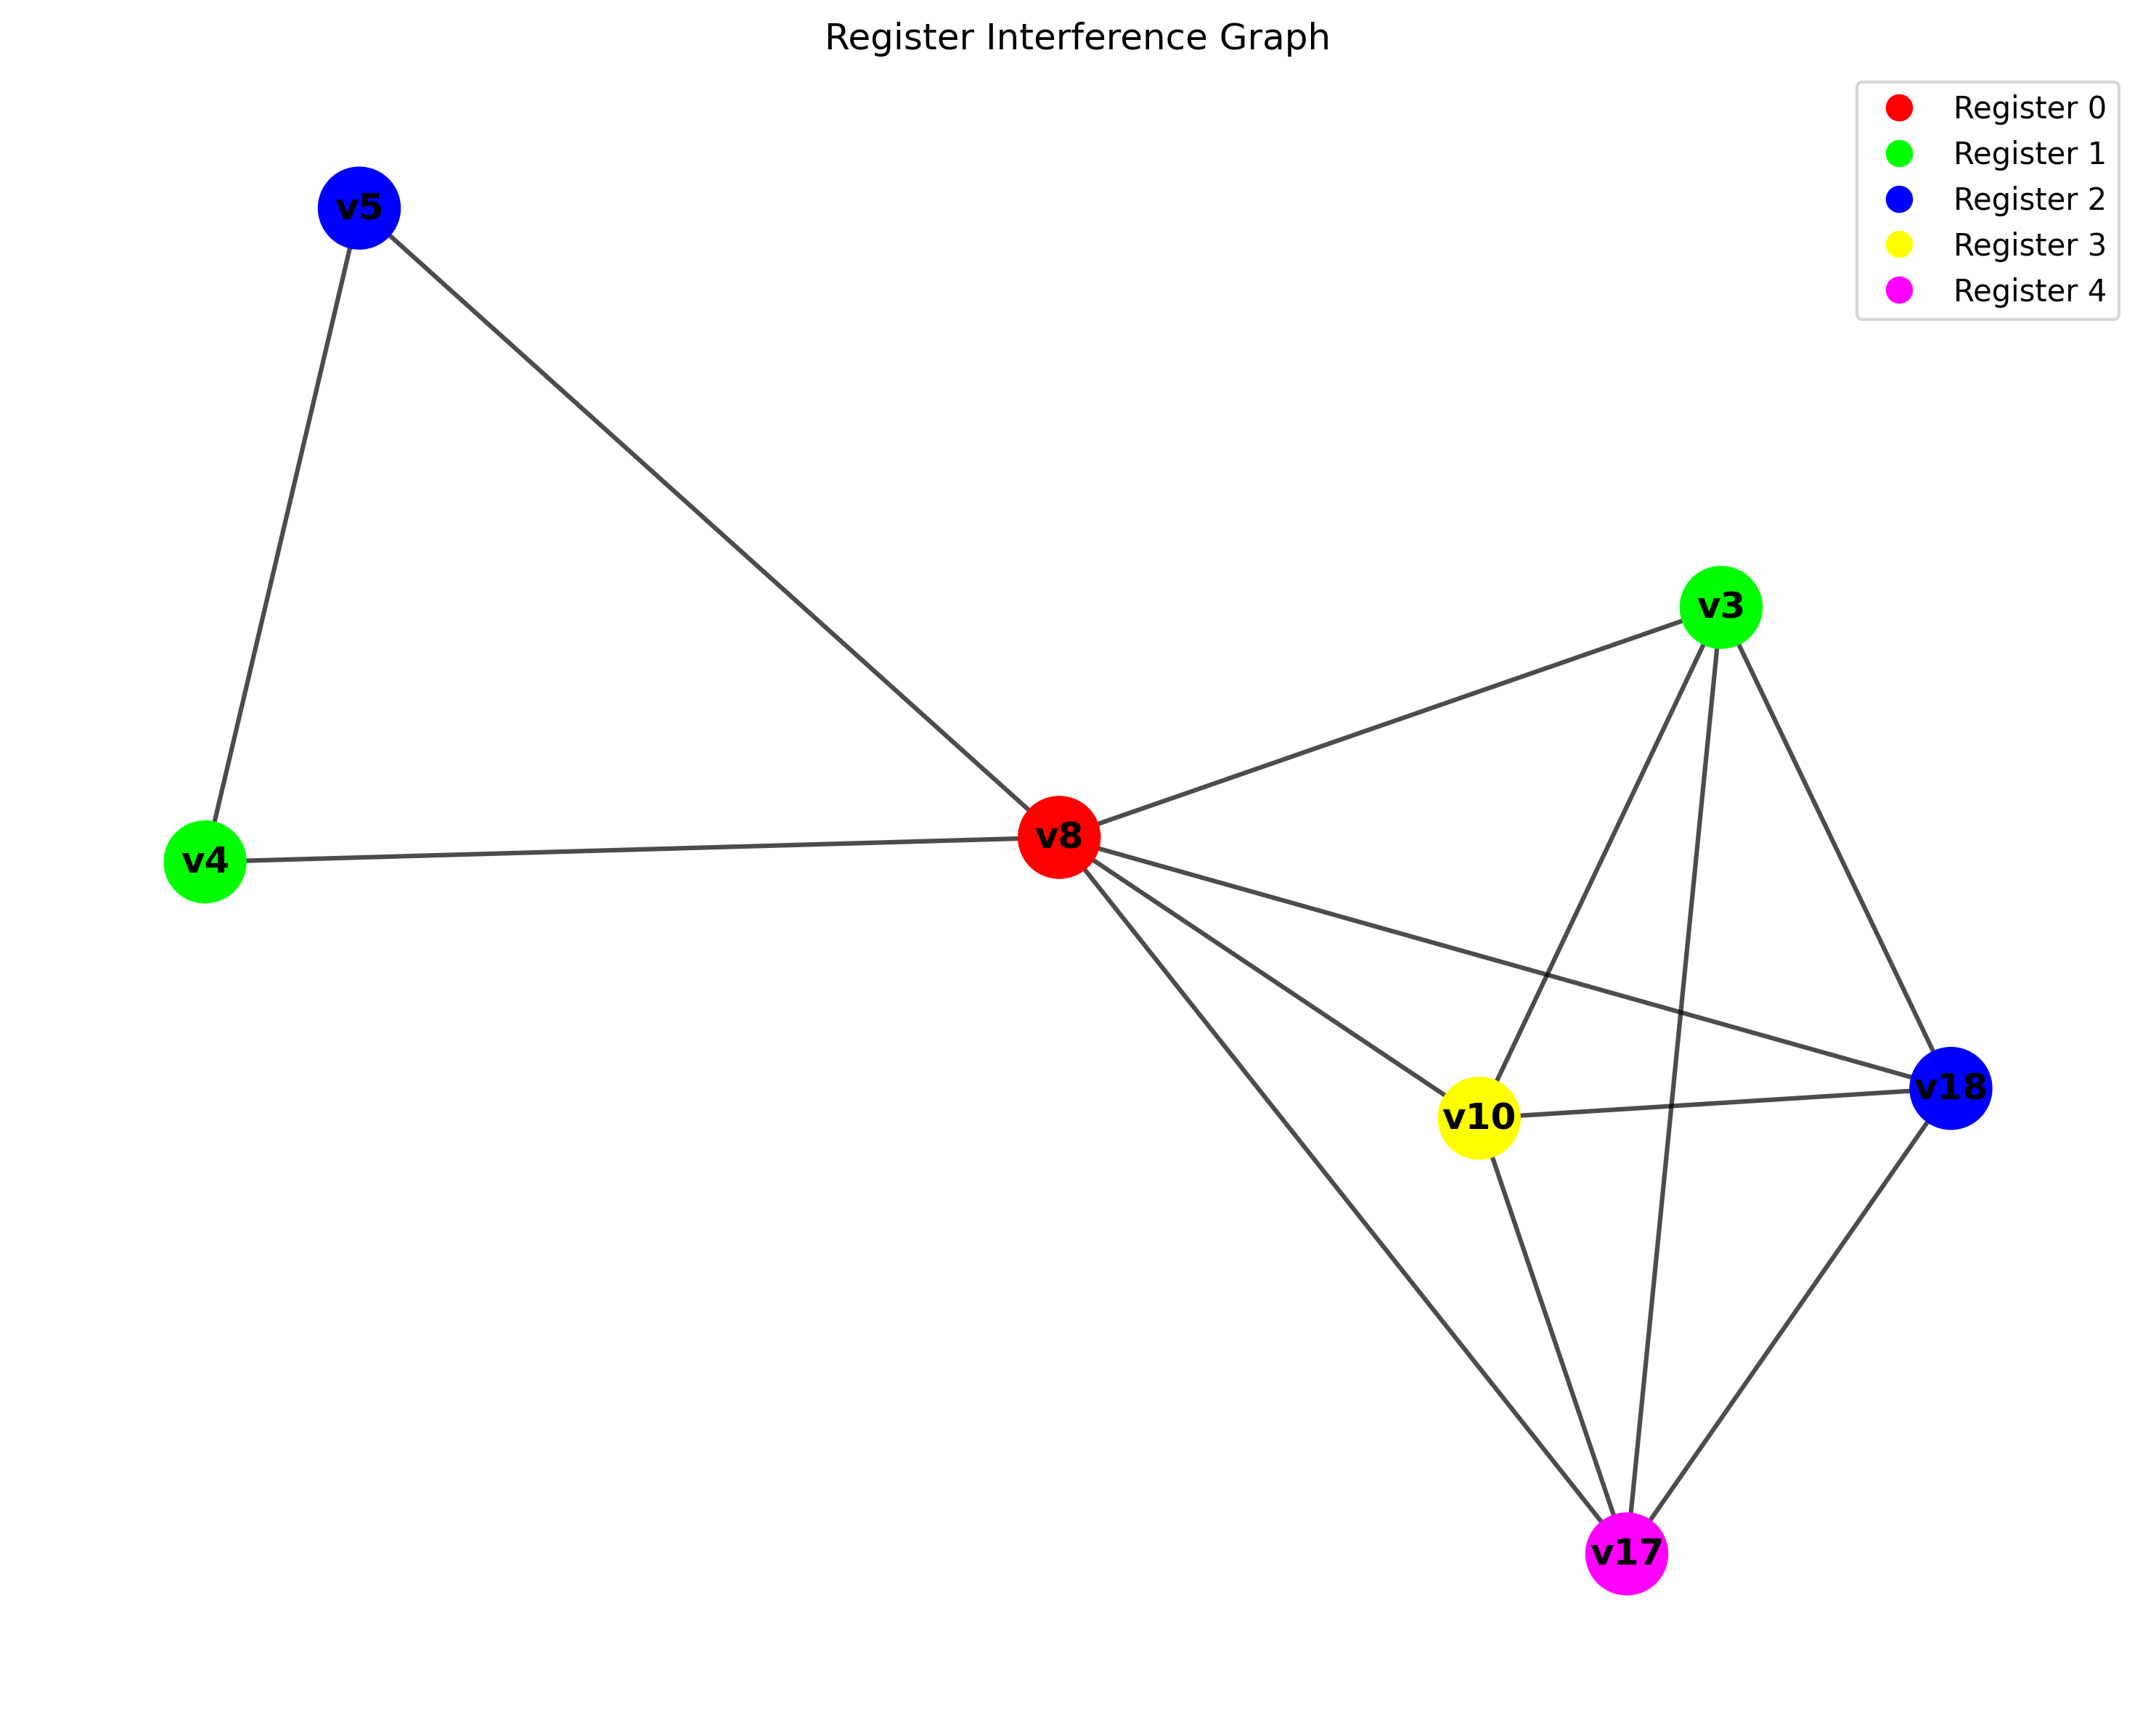 Register Interference Graph
Register 0
Register 1
Register 2
Register 3
Register 4
v5
v3
v8
v4
v18
v10
v17